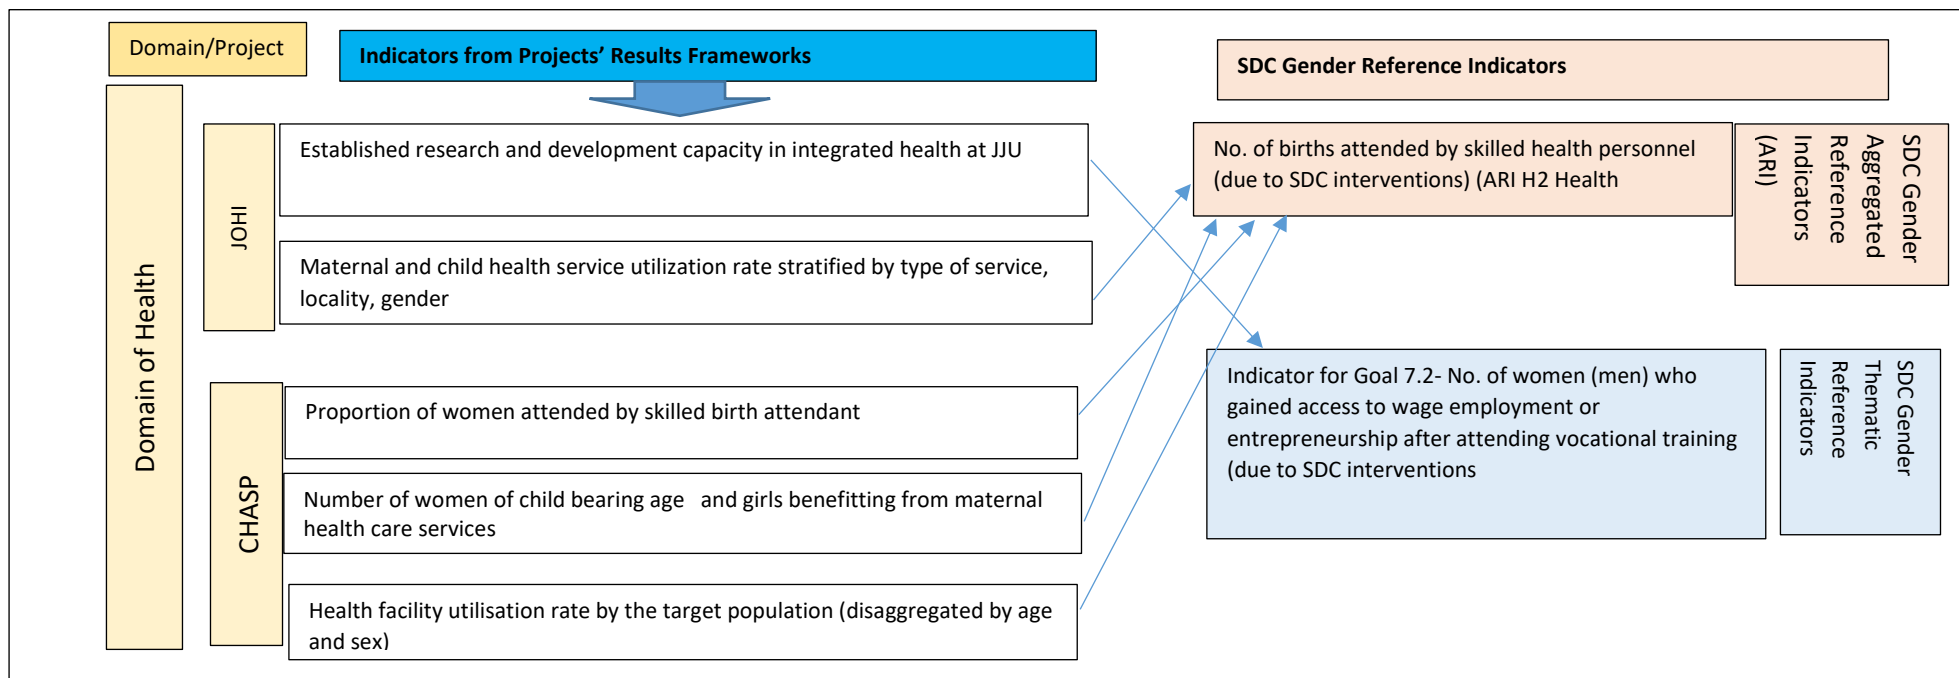 Domain/Project
Indicators from Projects’ Results Frameworks
SDC Gender Reference Indicators
Domain of Health
JOHI
Established research and development capacity in integrated health at JJU
Maternal and child health service utilization rate stratified by type of service,
locality, gender
CHASP
Proportion of women attended by skilled birth attendant
Number of women of child bearing age   and girls benefitting from maternal
health care services
Health facility utilisation rate by the target population (disaggregated by age
and sex)
No. of births attended by skilled health personnel
(due to SDC interventions) (ARI H2 Health
SDC Gender
Aggregated
Reference
Indicators
(ARI)
Indicator for Goal 7.2- No. of women (men) who
gained access to wage employment or
entrepreneurship after attending vocational training
(due to SDC interventions
SDC Gender
Thematic
Reference
Indicators